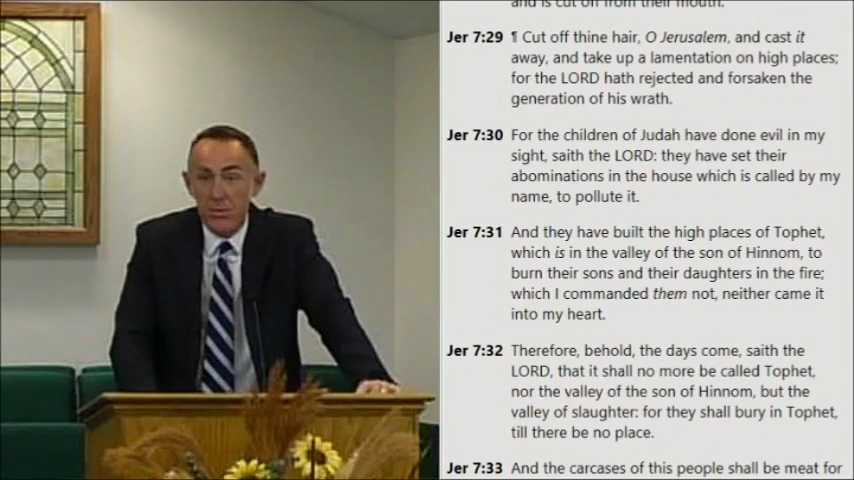 and is cut off from their mouth.
Jer 7:29 ¶ Cut off thine hair, O Jerusalem, and cast it
away, and take up a lamentation on high places;
for the LORD hath rejected and forsaken the
generation of his wrath.
Jer 7:30 For the children of Judah have done evil in my
sight, saith the LORD: they have set their
abominations in the house which is called by my
name, to pollute it.
Jer 7:31 And they have built the high places of Tophet,
which is in the valley of the son of Hinnom, to
burn their sons and their daughters in the fire;
which I commanded them not, neither came it
into my heart.
Jer 7:32 Therefore, behold, the days come, saith the
LORD, that it shall no more be called Tophet,
nor the valley of the son of Hinnom, but the
valley of slaughter: for they shall bury in Tophet,
till there be no place.
Jer 7:33 And the carcases of this people shall be meat for